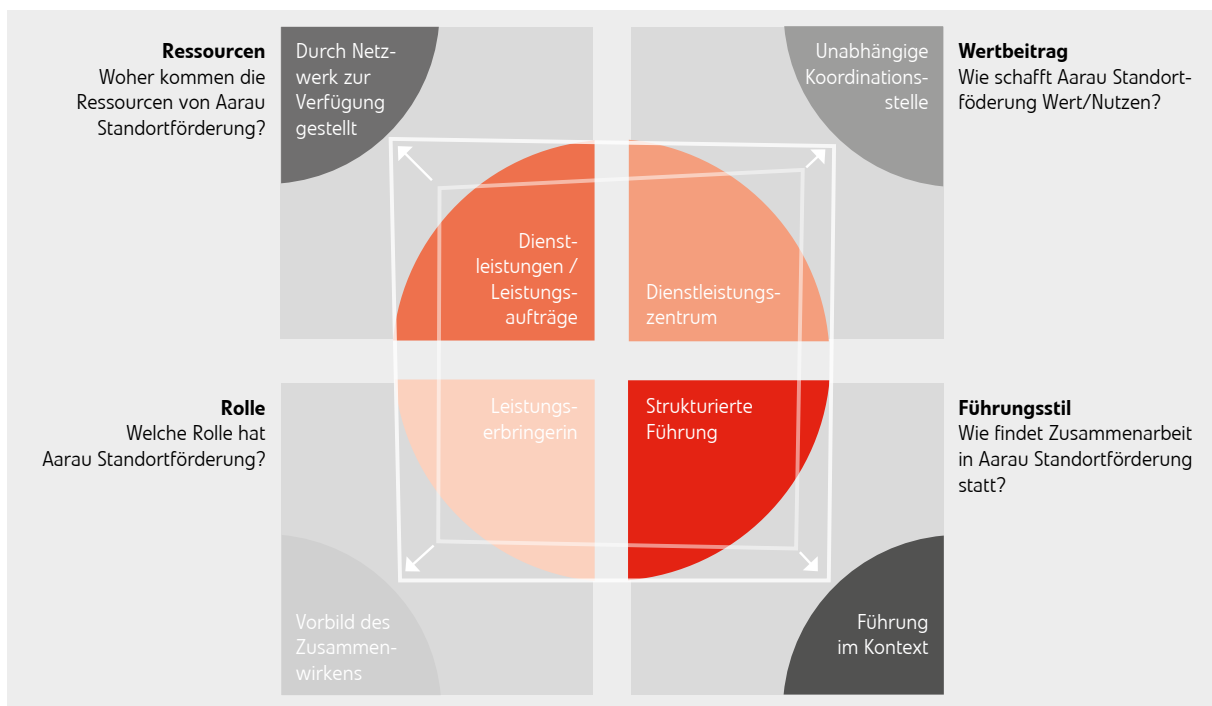 Ressourcen
Woher kommen die
Ressourcen von Aarau
Standortförderung?
Durch Netz-
werk zur
Verfügung
gestellt
Unabhängige
Koordinations-
stelle
Wertbeitrag
Wie schafft Aarau Standort-
föderung Wert/Nutzen?
Dienst-
leistungen /
Leistungs-
aufträge
Dienstleistungs-
zentrum
Rolle
Welche Rolle hat
Aarau Standortförderung?
Leistungs-
erbringerin
Strukturierte
Führung
Führungsstil
Wie findet Zusammenarbeit
in Aarau Standortförderung
statt?
Vorbild des
Zusammen-
wirkens
Führung
im Kontext